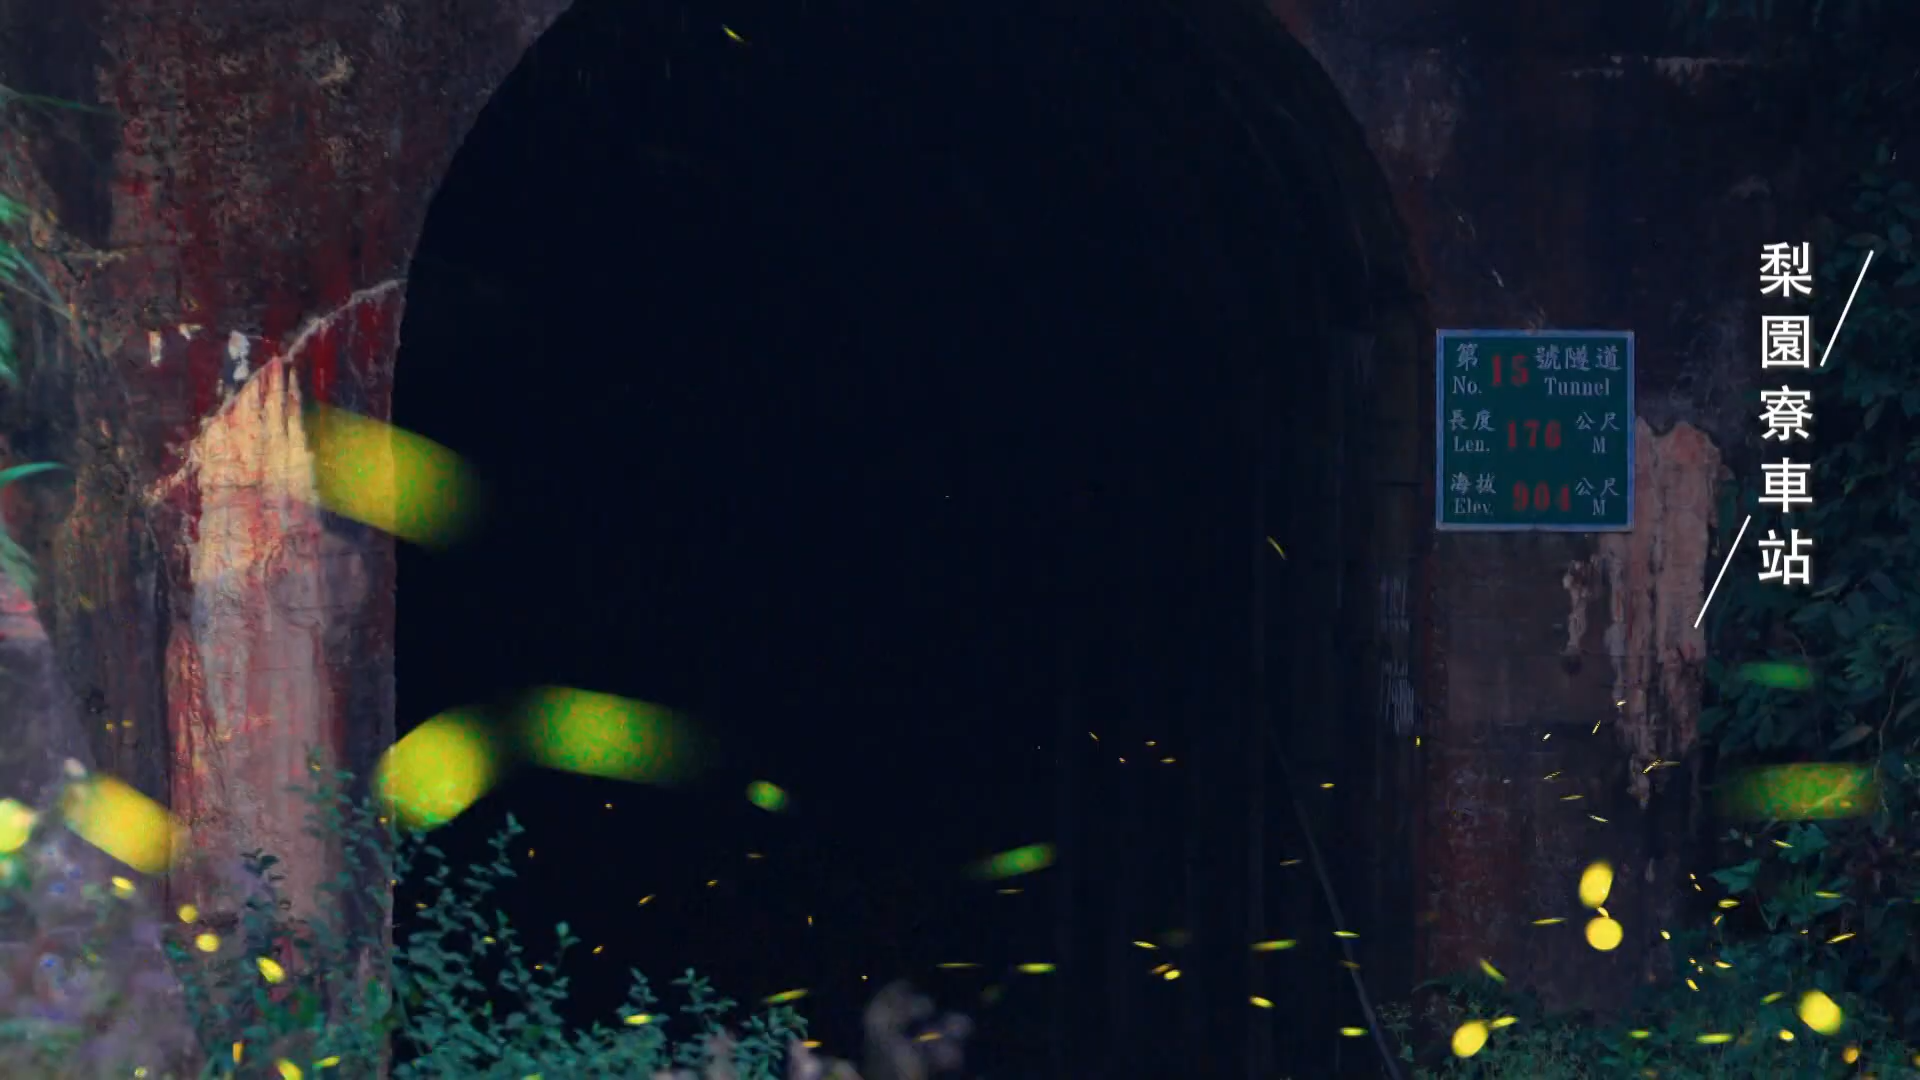 第 15 號隧道
No. Tunnel
長度 176 公尺
Len. M
海拔 904 公尺
Elev. M
梨園寮車站